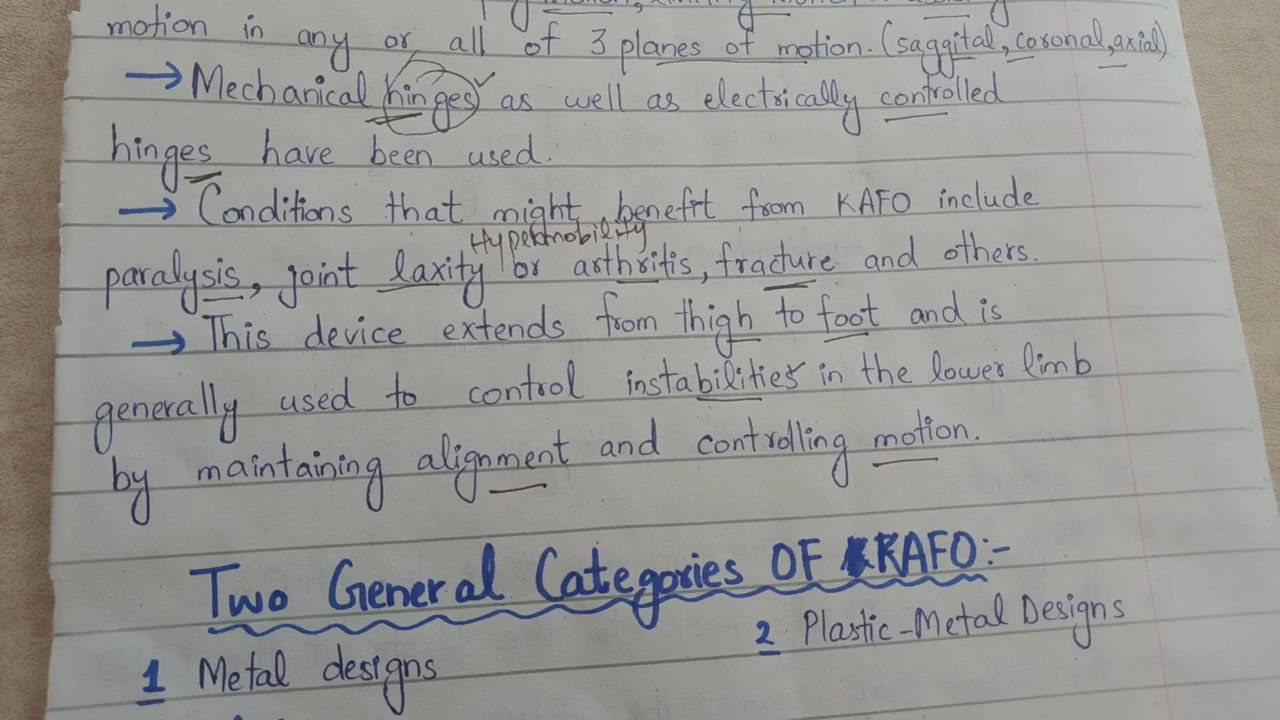 motion in any or all of 3 planes of motion. (saggital, coronal, axial)
→ Mechanical hinges as well as electrically controlled
hinges have been used.
→ Conditions that might benefit from KAFO include
Hypermobility
paralysis, joint laxity or arthritis, fracture and others.
→ This device extends from thigh to foot and is
generally used to control instabilities in the lower limb
by maintaining alignment and controlling motion.
Two General Categories OF KAFO:-
1 Metal designs
2 Plastic-Metal Designs